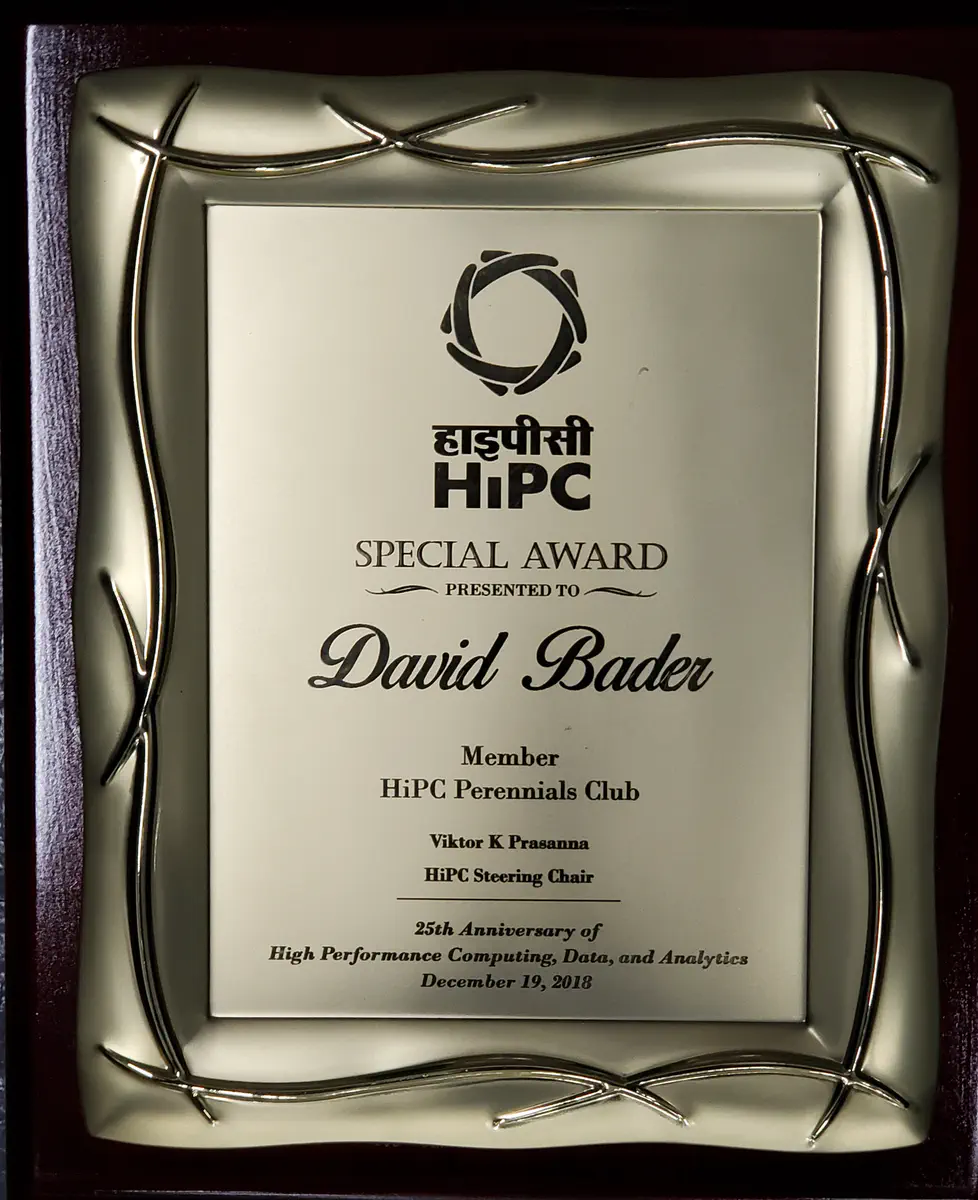 हाइपीसी
HiPC
SPECIAL AWARD
PRESENTED TO
David Bader
Member
HiPC Perennials Club
Viktor K Prasanna
HiPC Steering Chair
25th Anniversary of
High Performance Computing, Data, and Analytics
December 19, 2018